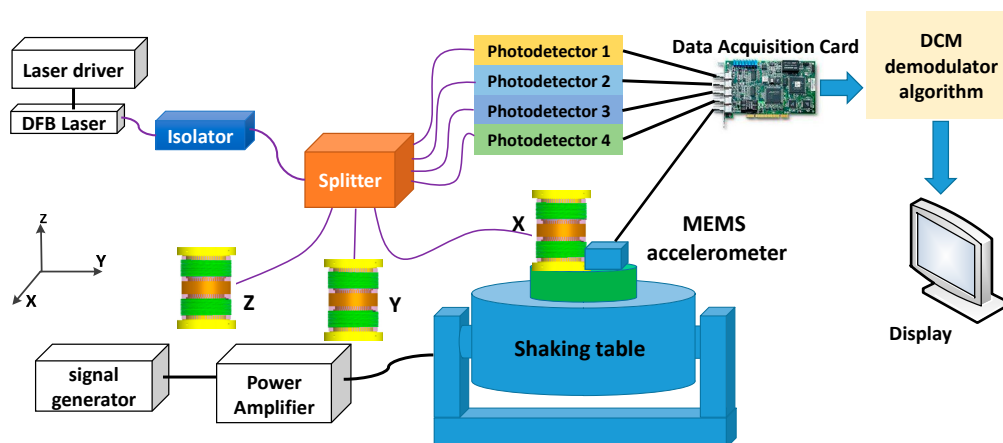 Laser driver
DFB Laser
Isolator
Splitter
Photodetector 1
Photodetector 2
Photodetector 3
Photodetector 4
Data Acquisition Card
DCM
demodulator
algorithm
Z
Y
X
Z
Y
X
MEMS
accelerometer
Display
Shaking table
signal
generator
Power
Amplifier